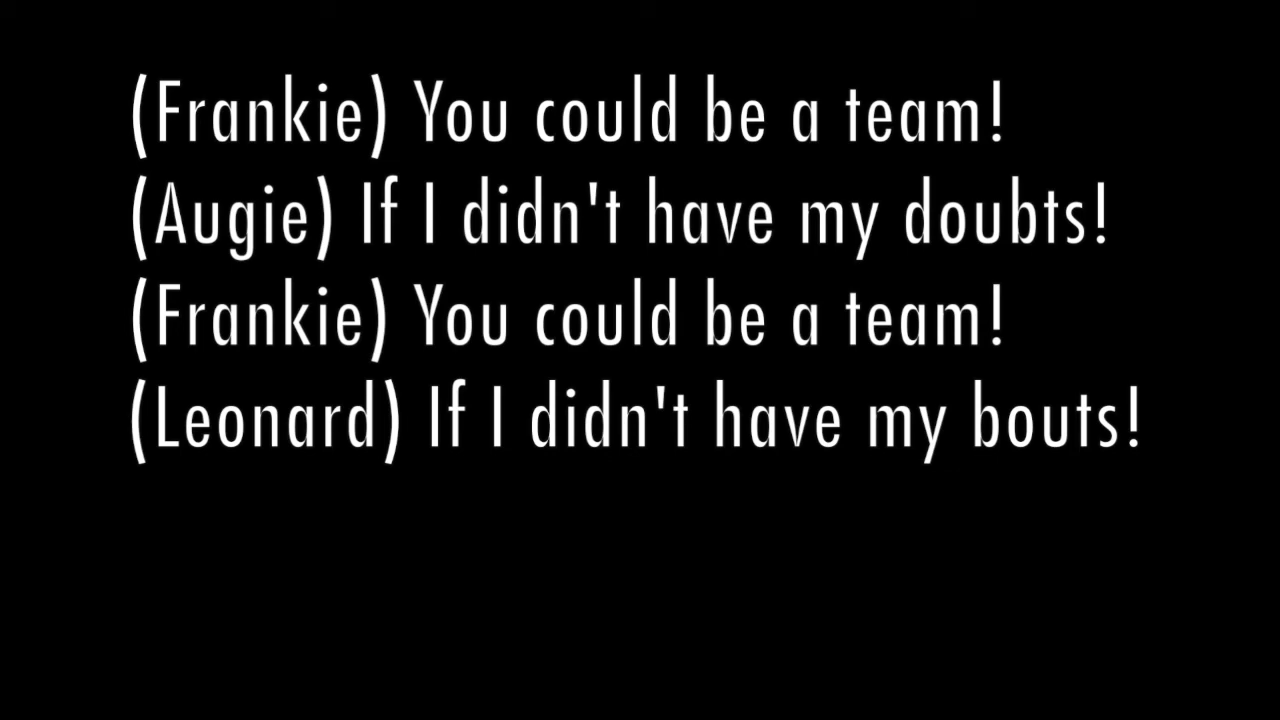 (Frankie) You could be a team!
(Augie) If I didn't have my doubts!
(Frankie) You could be a team!
(Leonard) If I didn't have my bouts!